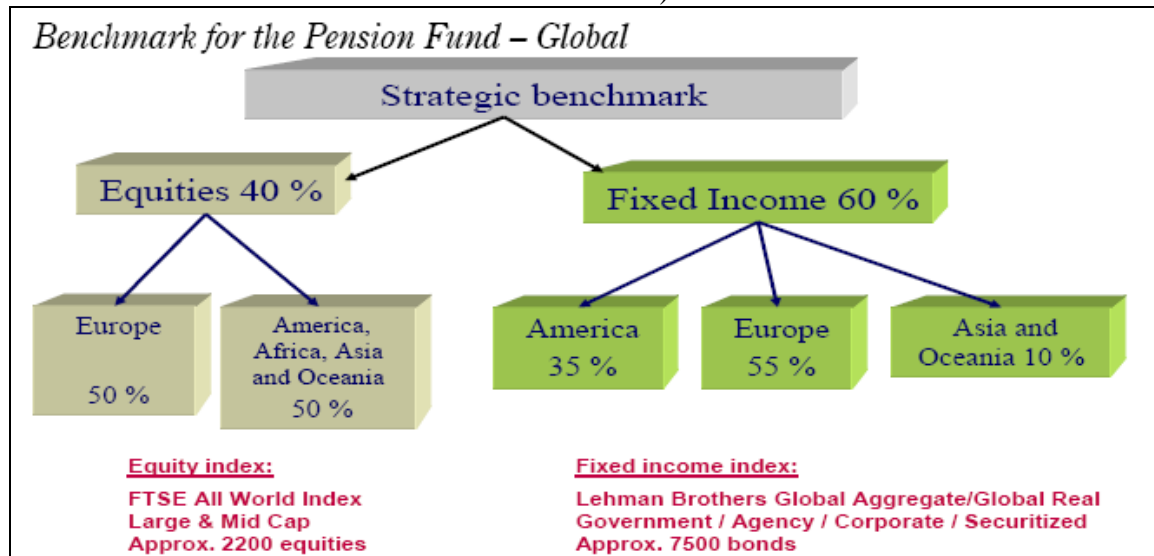 Benchmark for the Pension Fund – Global
Strategic benchmark
Equities 40 %
Fixed Income 60 %
Europe
50 %
America,
Africa, Asia
and Oceania
50 %
America
35 %
Europe
55 %
Asia and
Oceania 10 %
Equity index:
FTSE All World Index
Large & Mid Cap
Approx. 2200 equities
Fixed income index:
Lehman Brothers Global Aggregate/Global Real
Government / Agency / Corporate / Securitized
Approx. 7500 bonds